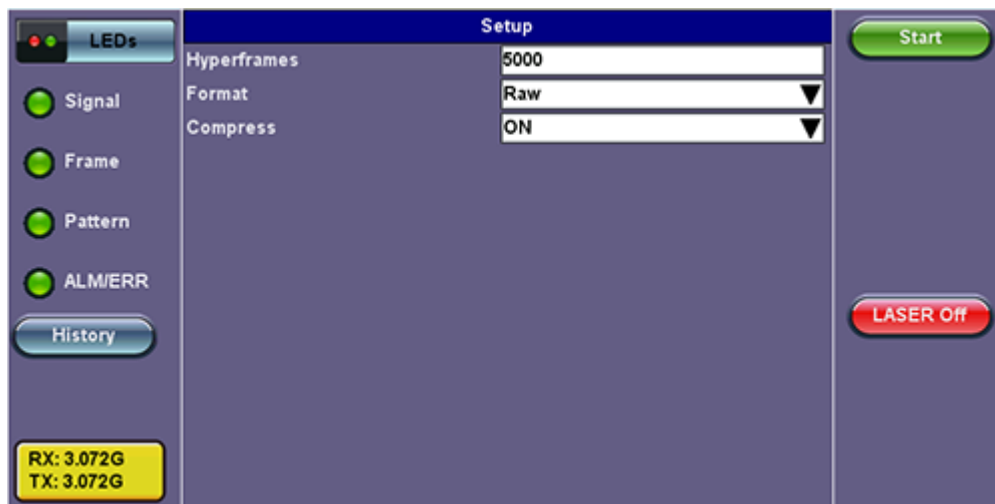 LEDs
Signal
Frame
Pattern
ALM/ERR
History
RX: 3.072G
TX: 3.072G
Setup
Hyperframes 5000
Format Raw
Compress ON
Start
LASER Off